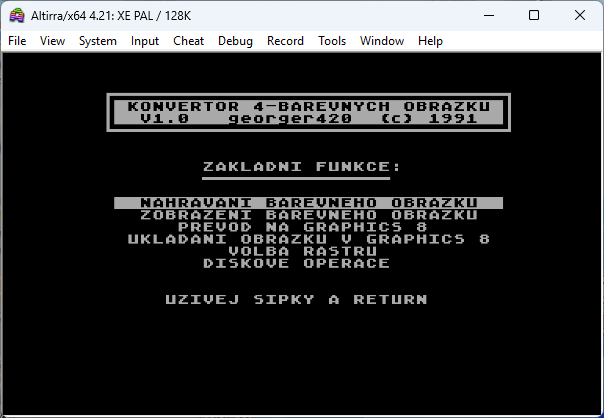 Altirra/x64 4.21: XE PAL / 128K
File View System Input Cheat Debug Record Tools Window Help
KONVERTOR 4-BAREVNYCH OBRAZKU
V1.0 georger420 (c) 1991
ZAKLADNI FUNKCE:
NAHRAVANI BAREVNEHO OBRAZKU
ZOBRAZENI BAREVNEHO OBRAZKU
PREVOD NA GRAPHICS 8
UKLADANI OBRAZKU V GRAPHICS 8
VOLBA RASTRU
DISKOVE OPERACE
UZIVEJ SIPKY A RETURN